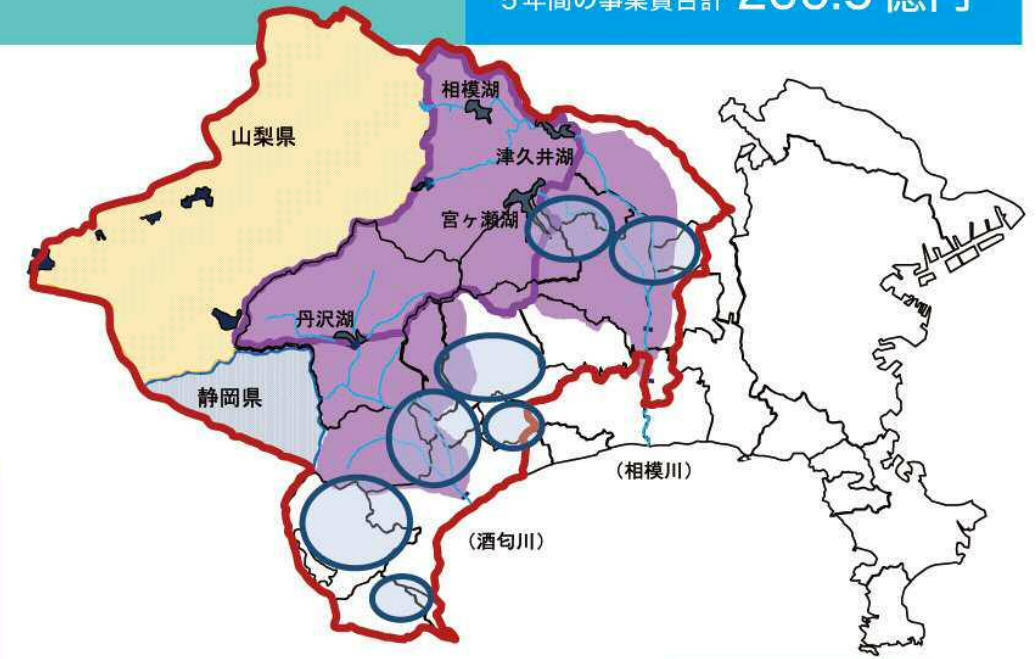 5年間の事業費合計
相模湖
山梨県
津久井湖
宮ヶ瀬湖
丹沢湖
静岡県
(相模川)
(酒匂川)